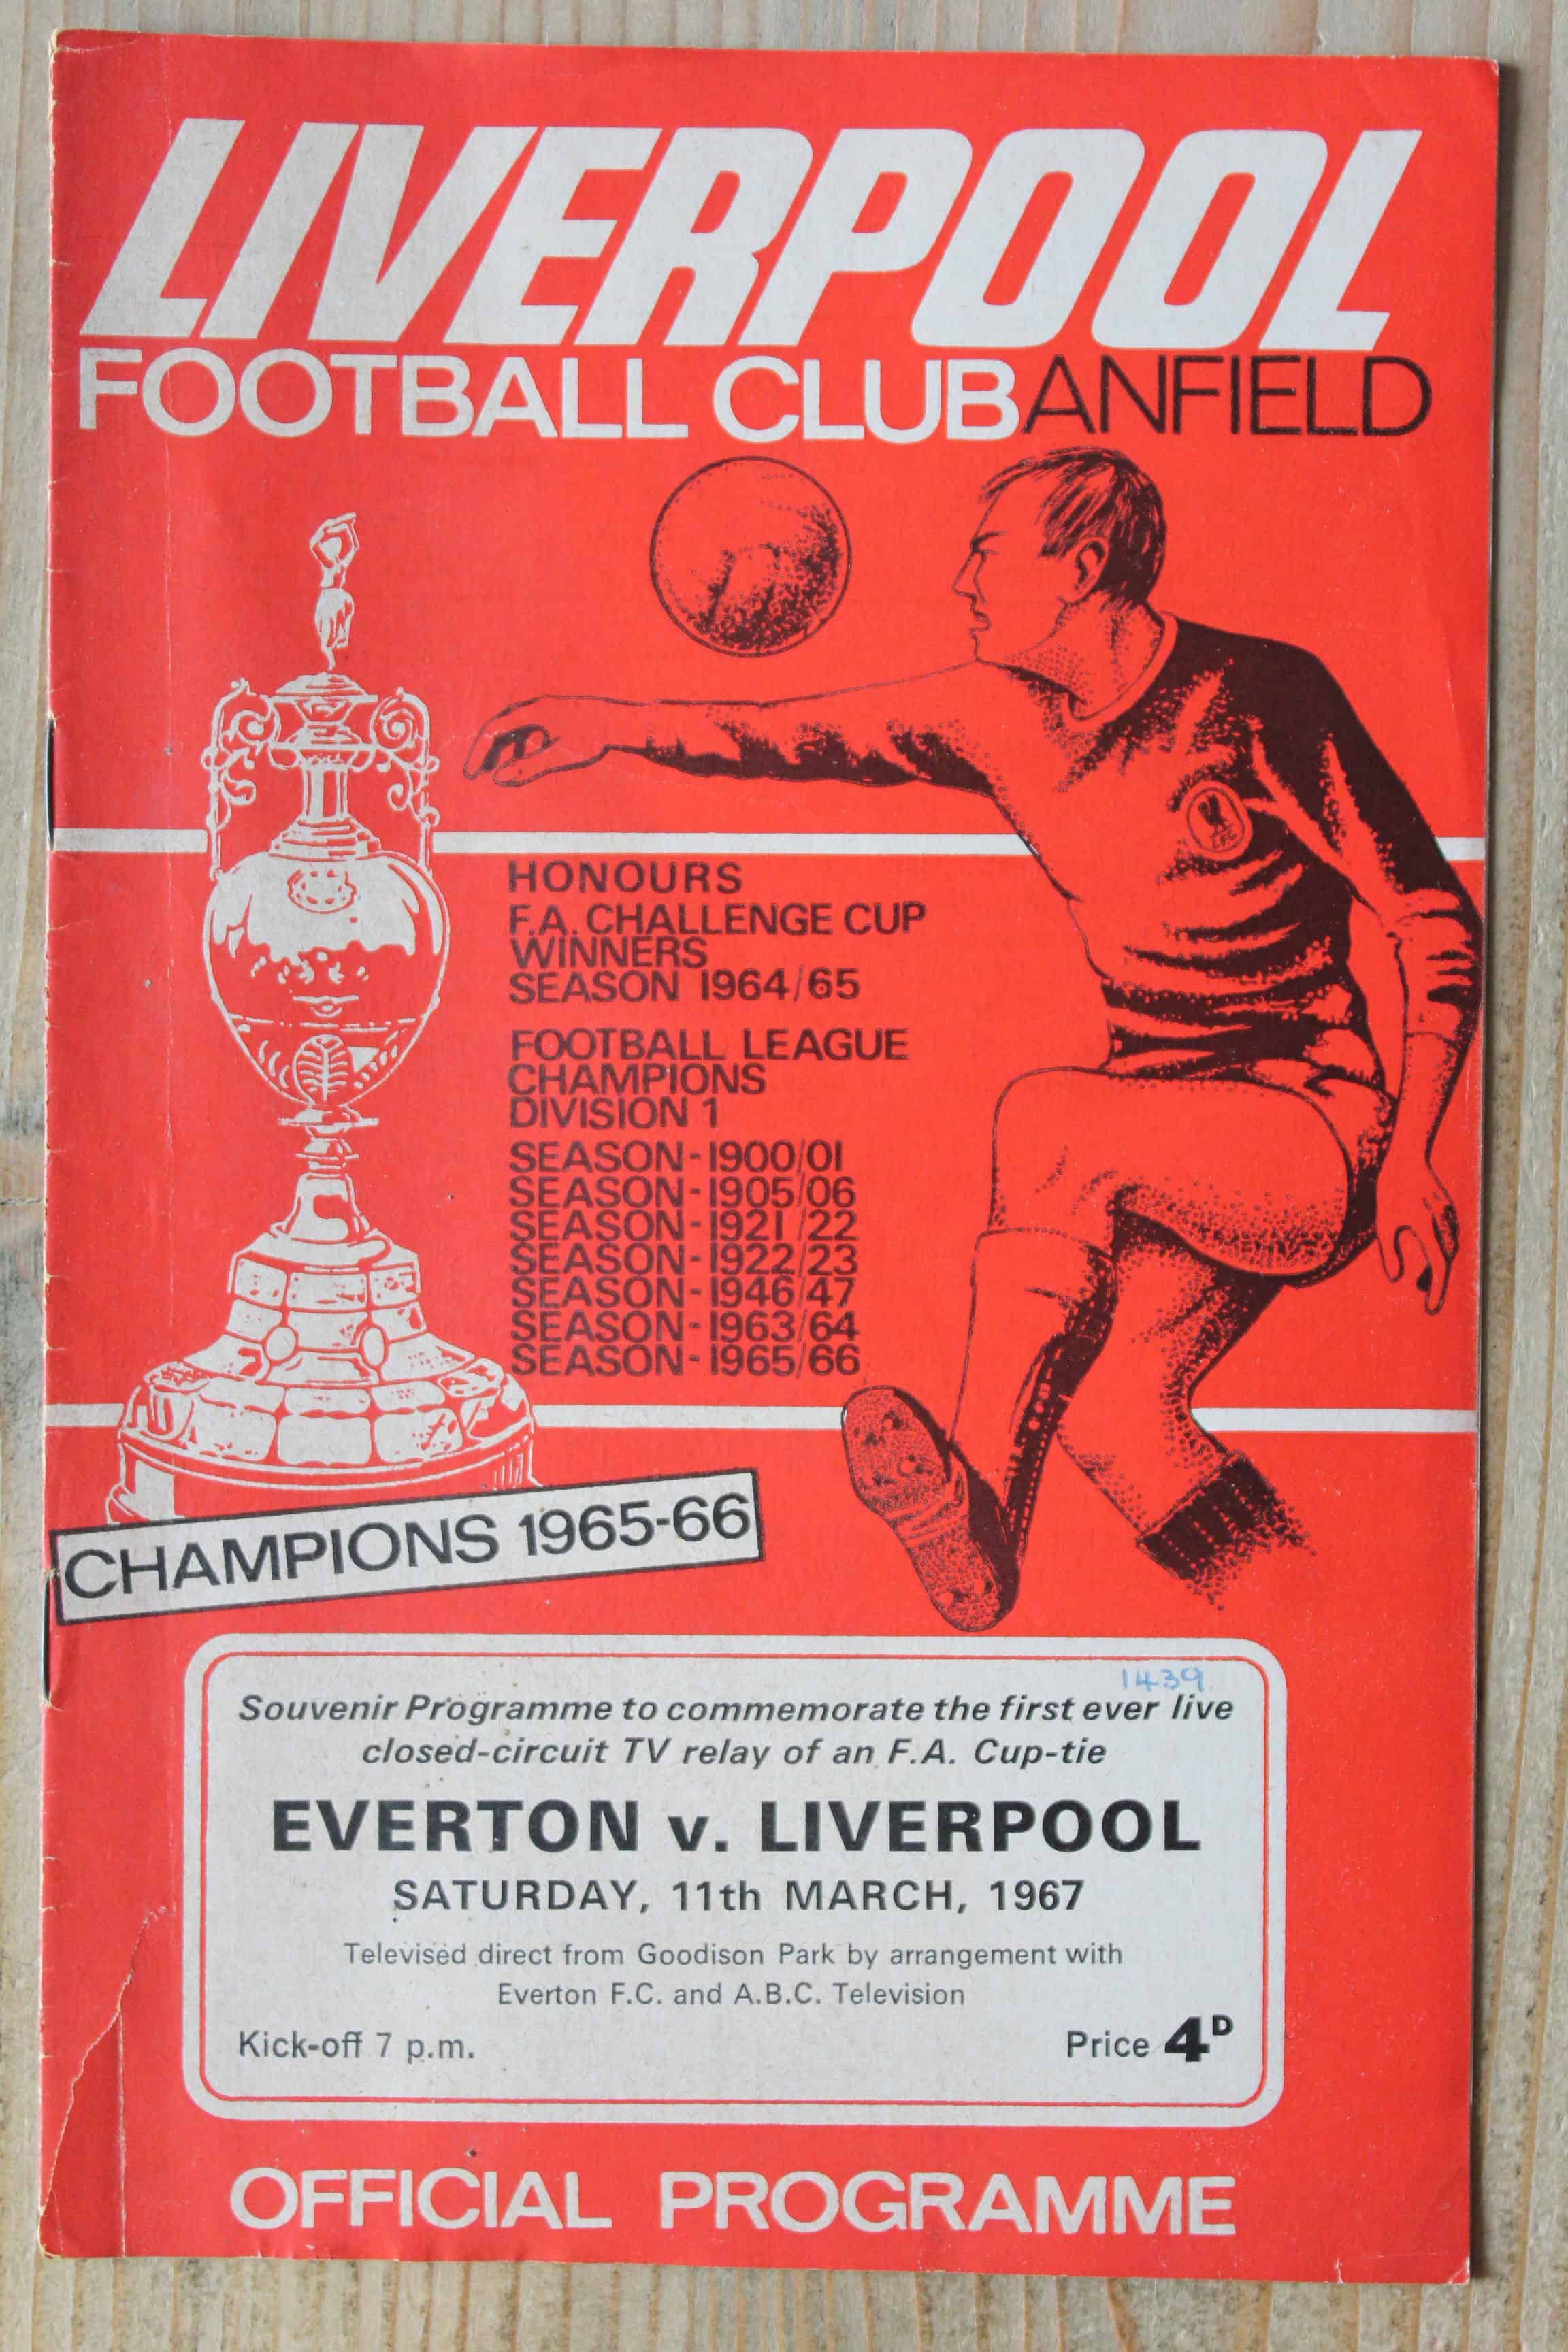 LIVERPOOL
FOOTBALL CLUB ANFIELD
HONOURS
F.A. CHALLENGE CUP
WINNERS
SEASON 1964/65
FOOTBALL LEAGUE
CHAMPIONS
DIVISION 1
SEASON-1900/01
SEASON-1905/06
SEASON-1921/22
SEASON-1922/23
SEASON-1946/47
SEASON-1963/64
SEASON-1965/66
CHAMPIONS 1965-66
1439
Souvenir Programme to commemorate the first ever live
closed-circuit TV relay of an F.A. Cup-tie
EVERTON v. LIVERPOOL
SATURDAY, 11th MARCH, 1967
Televised direct from Goodison Park by arrangement with
Everton F.C. and A.B.C. Television
Kick-off 7 p.m.
Price 4D
OFFICIAL PROGRAMME